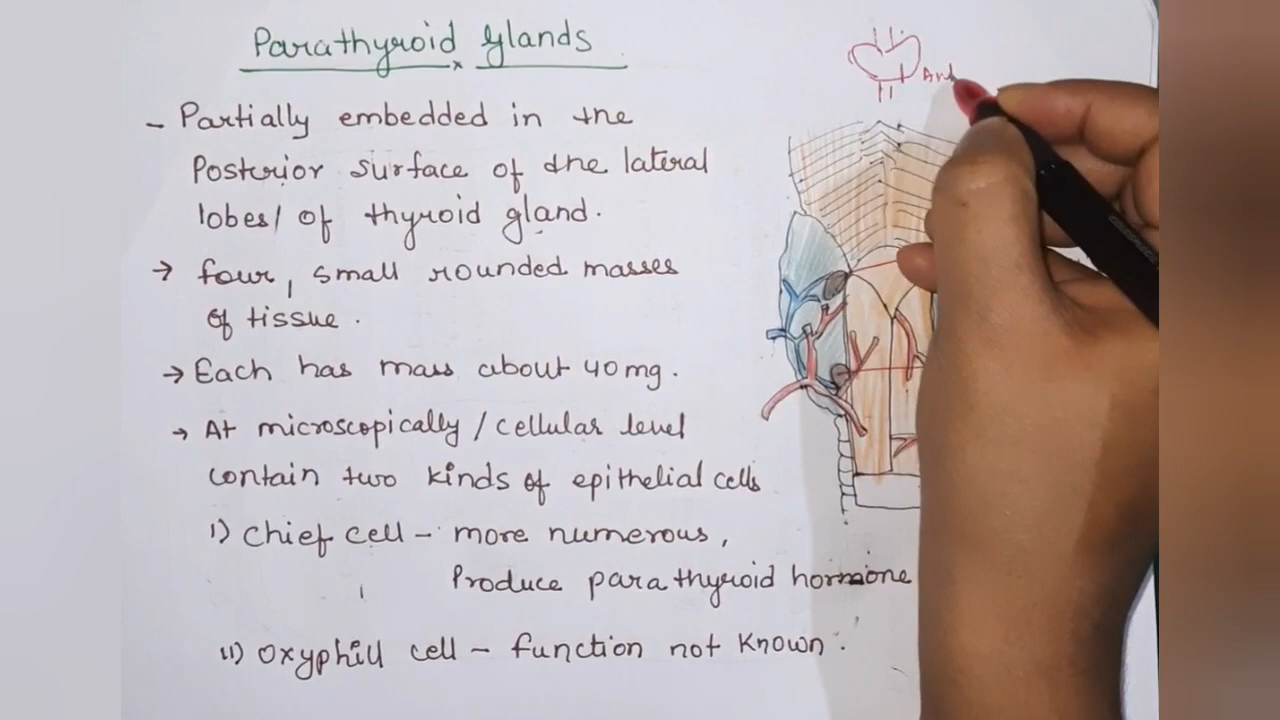 Parathyroid Glands
- Partially embedded in the
Posterior surface of the lateral
lobes/ of thyroid gland.
→ four, small rounded masses
of tissue.
→ Each has mass about 40mg.
→ At microscopically / cellular level
contain two kinds of epithelial cells
i) Chief cell - more numerous,
Produce parathyroid hormone
ii) Oxyphill cell - function not known.